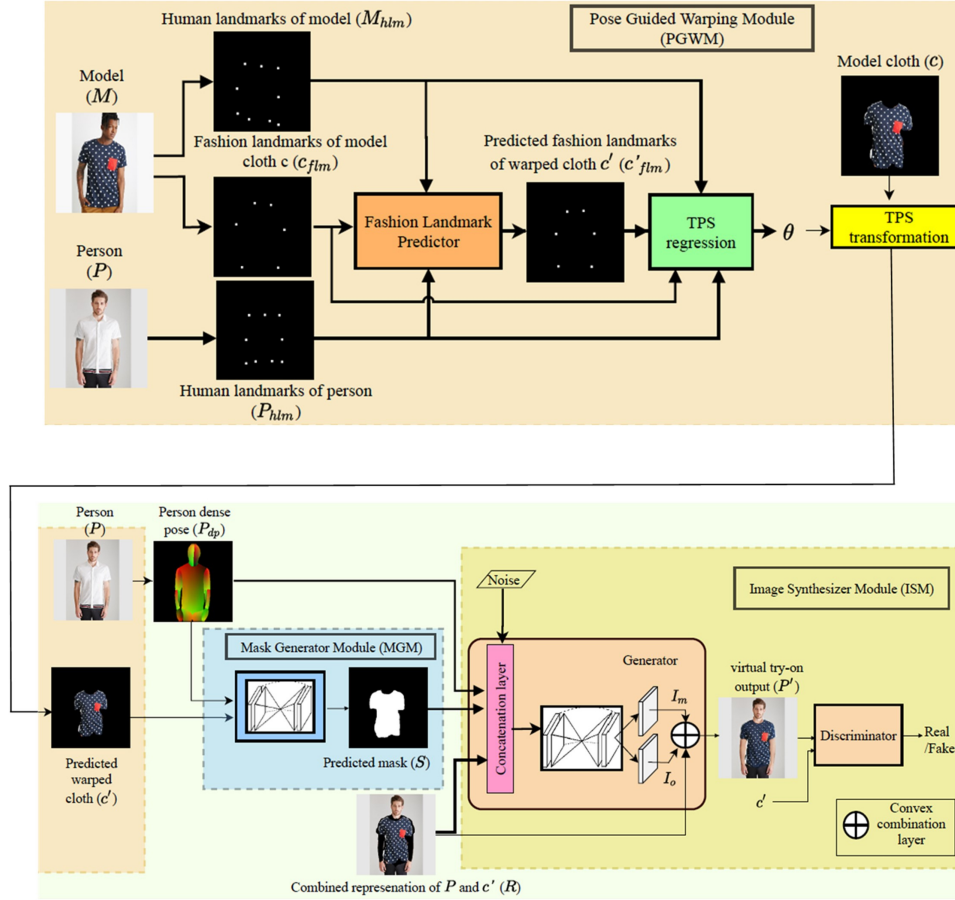 Human landmarks of model (M_hlm)
Pose Guided Warping Module
(PGWM)
Model cloth (c)
Model
(M)
Fashion landmarks of model
cloth c (c_flm)
Predicted fashion landmarks
of warped cloth c′ (c′_flm)
Fashion Landmark
Predictor
TPS
regression
θ
TPS
transformation
Person
(P)
Human landmarks of person
(P_hlm)
Person
(P)
Person dense
pose (P_dp)
Noise
Image Synthesizer Module (ISM)
Mask Generator Module (MGM)
Concatenation layer
Generator
I_m
I_o
virtual try-on
output (P′)
Discriminator
Real
/Fake
Predicted mask (S)
Predicted
warped
cloth (c′)
c′
Convex
combination
layer
Combined represenation of P and c′ (R)